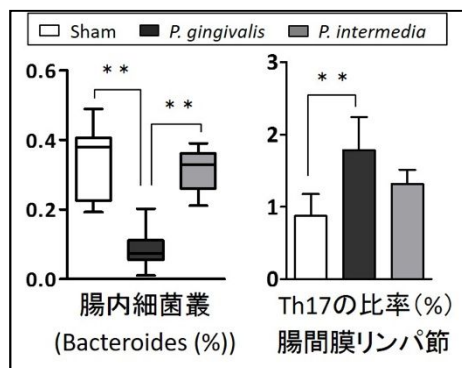 Sham P. gingivalis P. intermedia
0.6
0.4
0.2
0.0
**
**
腸内細菌叢
(Bacteroides (%))
3
2
1
0
**
Th17の比率(%)
腸間膜リンパ節